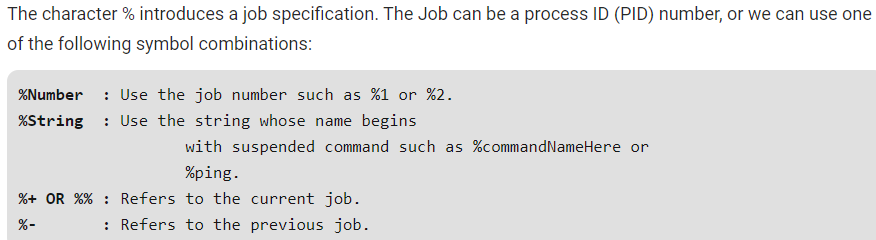 The character % introduces a job specification. The Job can be a process ID (PID) number, or we can use one
of the following symbol combinations:
%Number  : Use the job number such as %1 or %2.
%String  : Use the string whose name begins
                  with suspended command such as %commandNameHere or
                  %ping.
%+ OR %% : Refers to the current job.
%-       : Refers to the previous job.